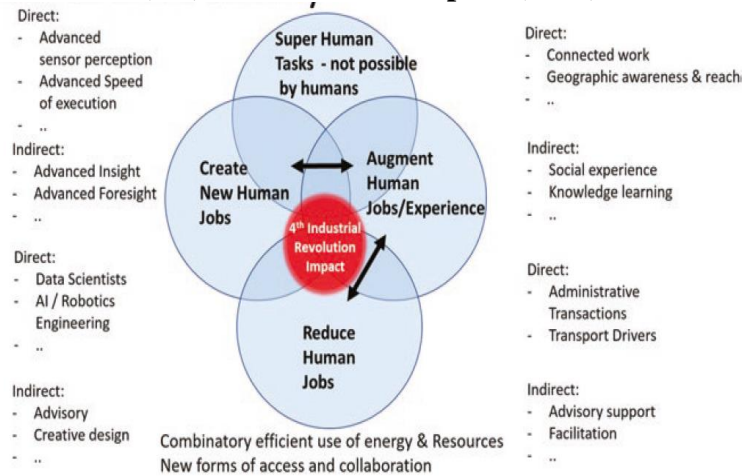 Direct:
- Advanced
sensor perception
- Advanced Speed
of execution
- ..
Indirect:
- Advanced Insight
- Advanced Foresight
- ..
Direct:
- Data Scientists
- AI / Robotics
Engineering
- ..
Indirect:
- Advisory
- Creative design
- ..
Super Human
Tasks - not possible
by humans
Create
New Human
Jobs
Augment
Human
Jobs/Experience
4th Industrial
Revolution
Impact
Reduce
Human
Jobs
Direct:
- Connected work
- Geographic awareness & reach
- ..
Indirect:
- Social experience
- Knowledge learning
- ..
Direct:
- Administrative
Transactions
- Transport Drivers
Indirect:
- Advisory support
- Facilitation
- ..
Combinatory efficient use of energy & Resources
New forms of access and collaboration